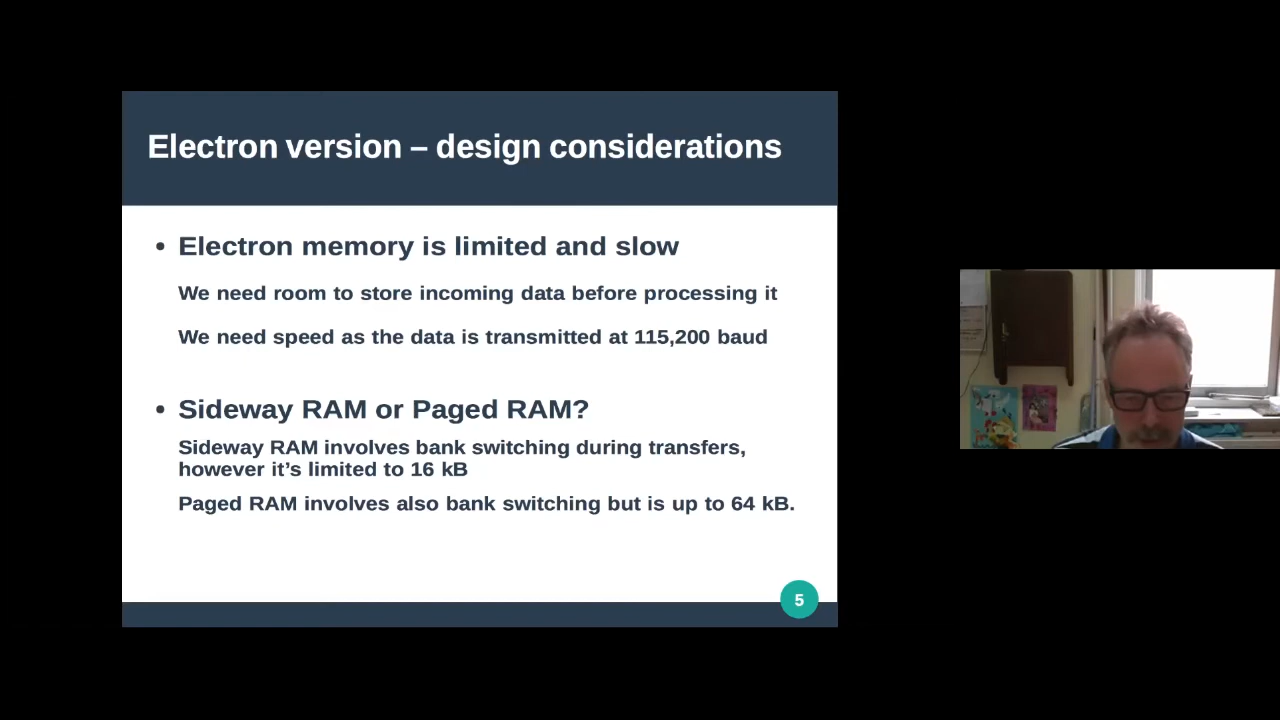 Electron version – design considerations
• Electron memory is limited and slow
We need room to store incoming data before processing it
We need speed as the data is transmitted at 115,200 baud
• Sideway RAM or Paged RAM?
Sideway RAM involves bank switching during transfers,
however it’s limited to 16 kB
Paged RAM involves also bank switching but is up to 64 kB.
5